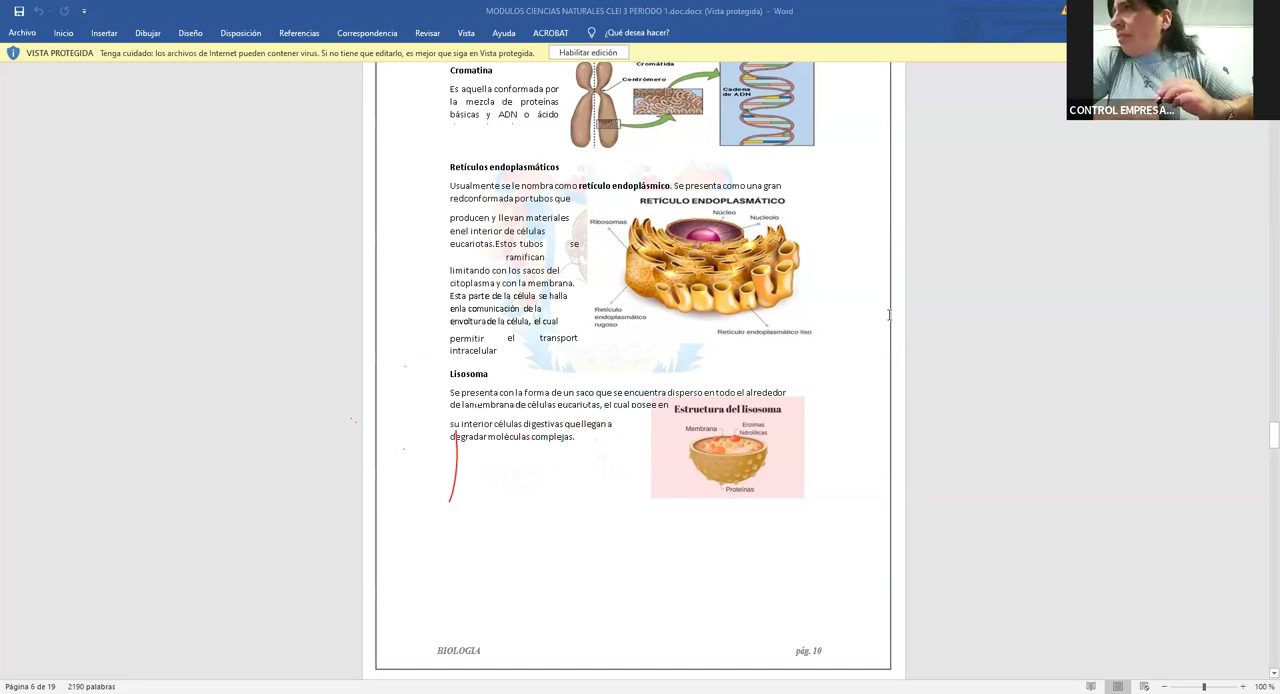 MODULOS CIENCIAS NATURALES CLEI 3 PERIODO 1.doc.docx (Vista protegida) - Word
Archivo Inicio Insertar Dibujar Diseño Disposición Referencias Correspondencia Revisar Vista Ayuda ACROBAT ¿Qué desea hacer?
VISTA PROTEGIDA Tenga cuidado: los archivos de Internet pueden contener virus. Si no tiene que editarlo, es mejor que siga en Vista protegida. Habilitar edición
CONTROL EMPRESA...
Cromátida
Cromatina
Centrómero
Es aquella conformada por
la mezcla de proteínas
básicas y ADN o ácido
Cadena
de ADN
Retículos endoplasmáticos
Usualmente se le nombra como retículo endoplásmico. Se presenta como una gran
redconformada por tubos que
RETÍCULO ENDOPLASMÁTICO
Núcleo
Nucleolo
Ribosomas
producen y llevan materiales
enel interior de células
eucariotas.Estos tubos se
ramifican
limitando con los sacos del
citoplasma y con la membrana.
Esta parte de la célula se halla
enla comunicación de la
envoltura de la célula, el cual
permitir el transport
intracelular
Retículo
endoplasmático
rugoso
Retículo endoplasmático liso
Lisosoma
Se presenta con la forma de un saco que se encuentra disperso en todo el alrededor
de lamembrana de células eucariotas, el cual posee en
su interior células digestivas quellegan a
degradar moléculas complejas.
Estructura del lisosoma
Membrana
Enzimas
hidrolíticas
Proteínas
BIOLOGIA pág. 10
Página 6 de 19 2190 palabras 100 %